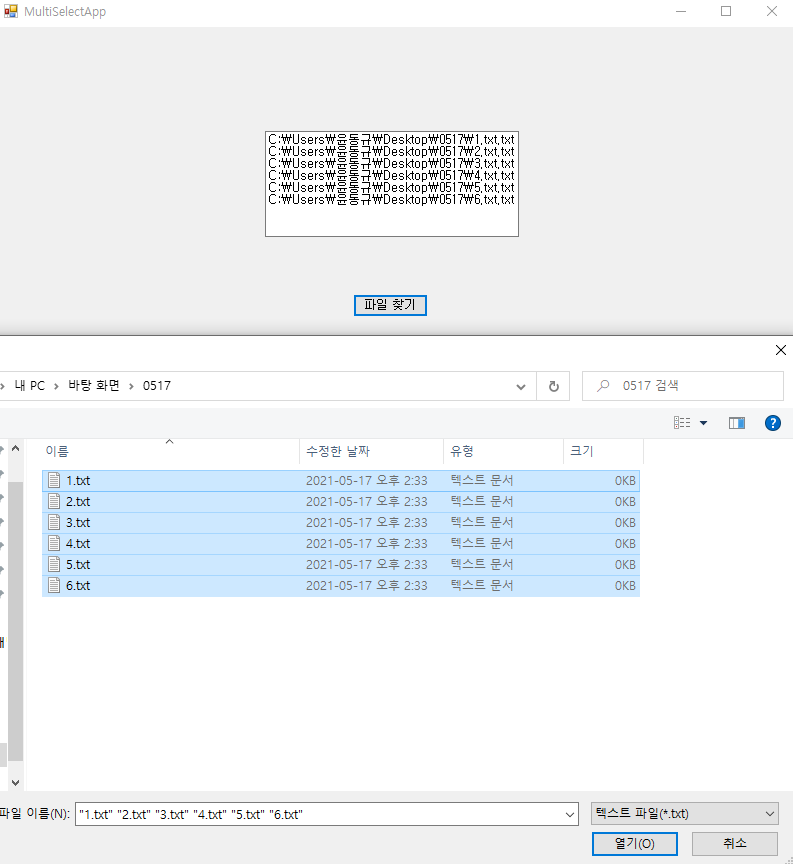 MultiSelectApp
C:₩Users₩윤동규₩Desktop₩0517₩1.txt.txt
C:₩Users₩윤동규₩Desktop₩0517₩2.txt.txt
C:₩Users₩윤동규₩Desktop₩0517₩3.txt.txt
C:₩Users₩윤동규₩Desktop₩0517₩4.txt.txt
C:₩Users₩윤동규₩Desktop₩0517₩5.txt.txt
C:₩Users₩윤동규₩Desktop₩0517₩6.txt.txt
파일 찾기
내 PC > 바탕 화면 > 0517
0517 검색
이름 수정한 날짜 유형 크기
1.txt 2021-05-17 오후 2:33 텍스트 문서 0KB
2.txt 2021-05-17 오후 2:33 텍스트 문서 0KB
3.txt 2021-05-17 오후 2:33 텍스트 문서 0KB
4.txt 2021-05-17 오후 2:33 텍스트 문서 0KB
5.txt 2021-05-17 오후 2:33 텍스트 문서 0KB
6.txt 2021-05-17 오후 2:33 텍스트 문서 0KB
파일 이름(N): "1.txt" "2.txt" "3.txt" "4.txt" "5.txt" "6.txt" 텍스트 파일(*.txt)
열기(O) 취소